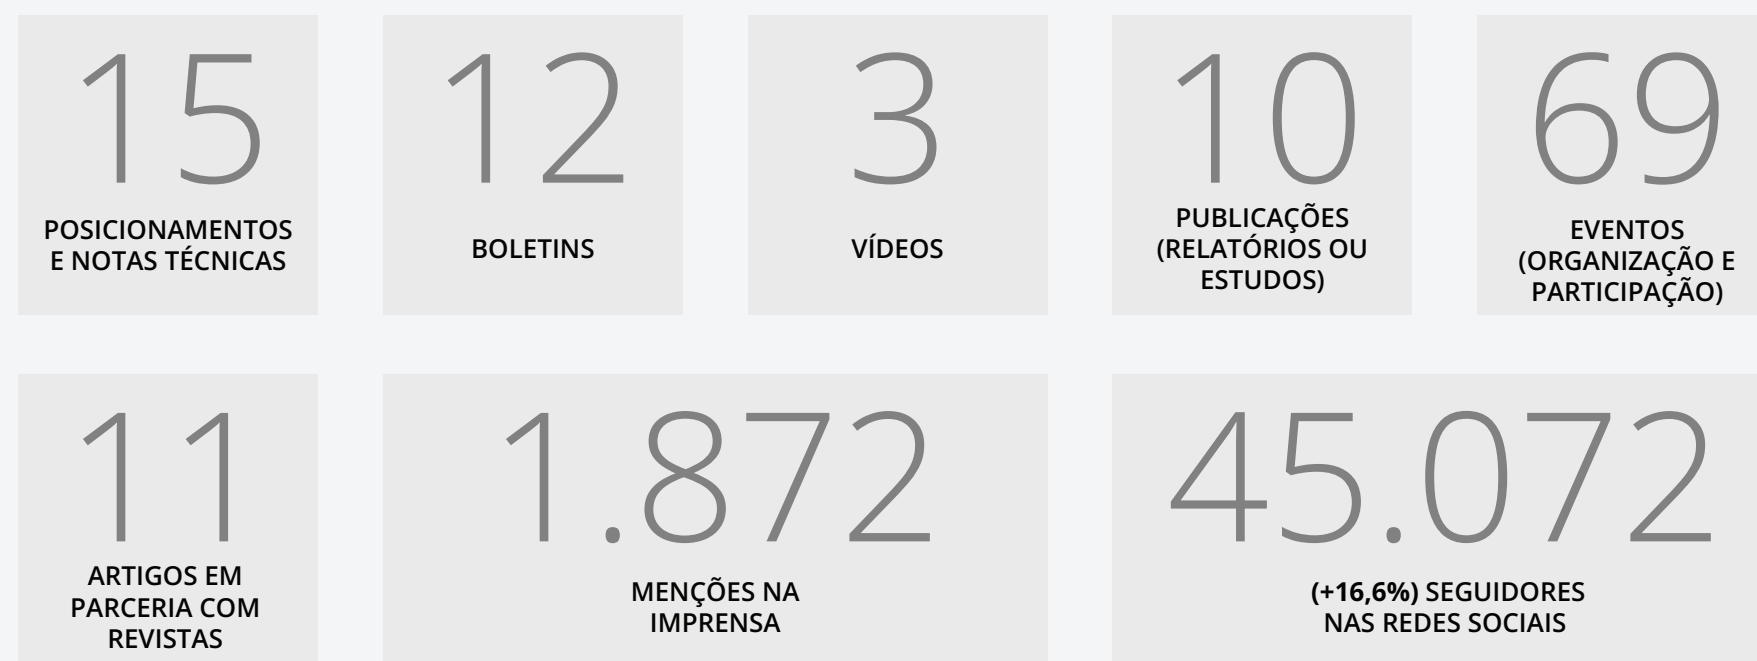 15
POSICIONAMENTOS
E NOTAS TÉCNICAS
12
BOLETINS
3
VÍDEOS
10
PUBLICAÇÕES
(RELATÓRIOS OU
ESTUDOS)
69
EVENTOS
(ORGANIZAÇÃO E
PARTICIPAÇÃO)
11
ARTIGOS EM
PARCERIA COM
REVISTAS
1.872
MENÇÕES NA
IMPRENSA
45.072
(+16,6%) SEGUIDORES
NAS REDES SOCIAIS